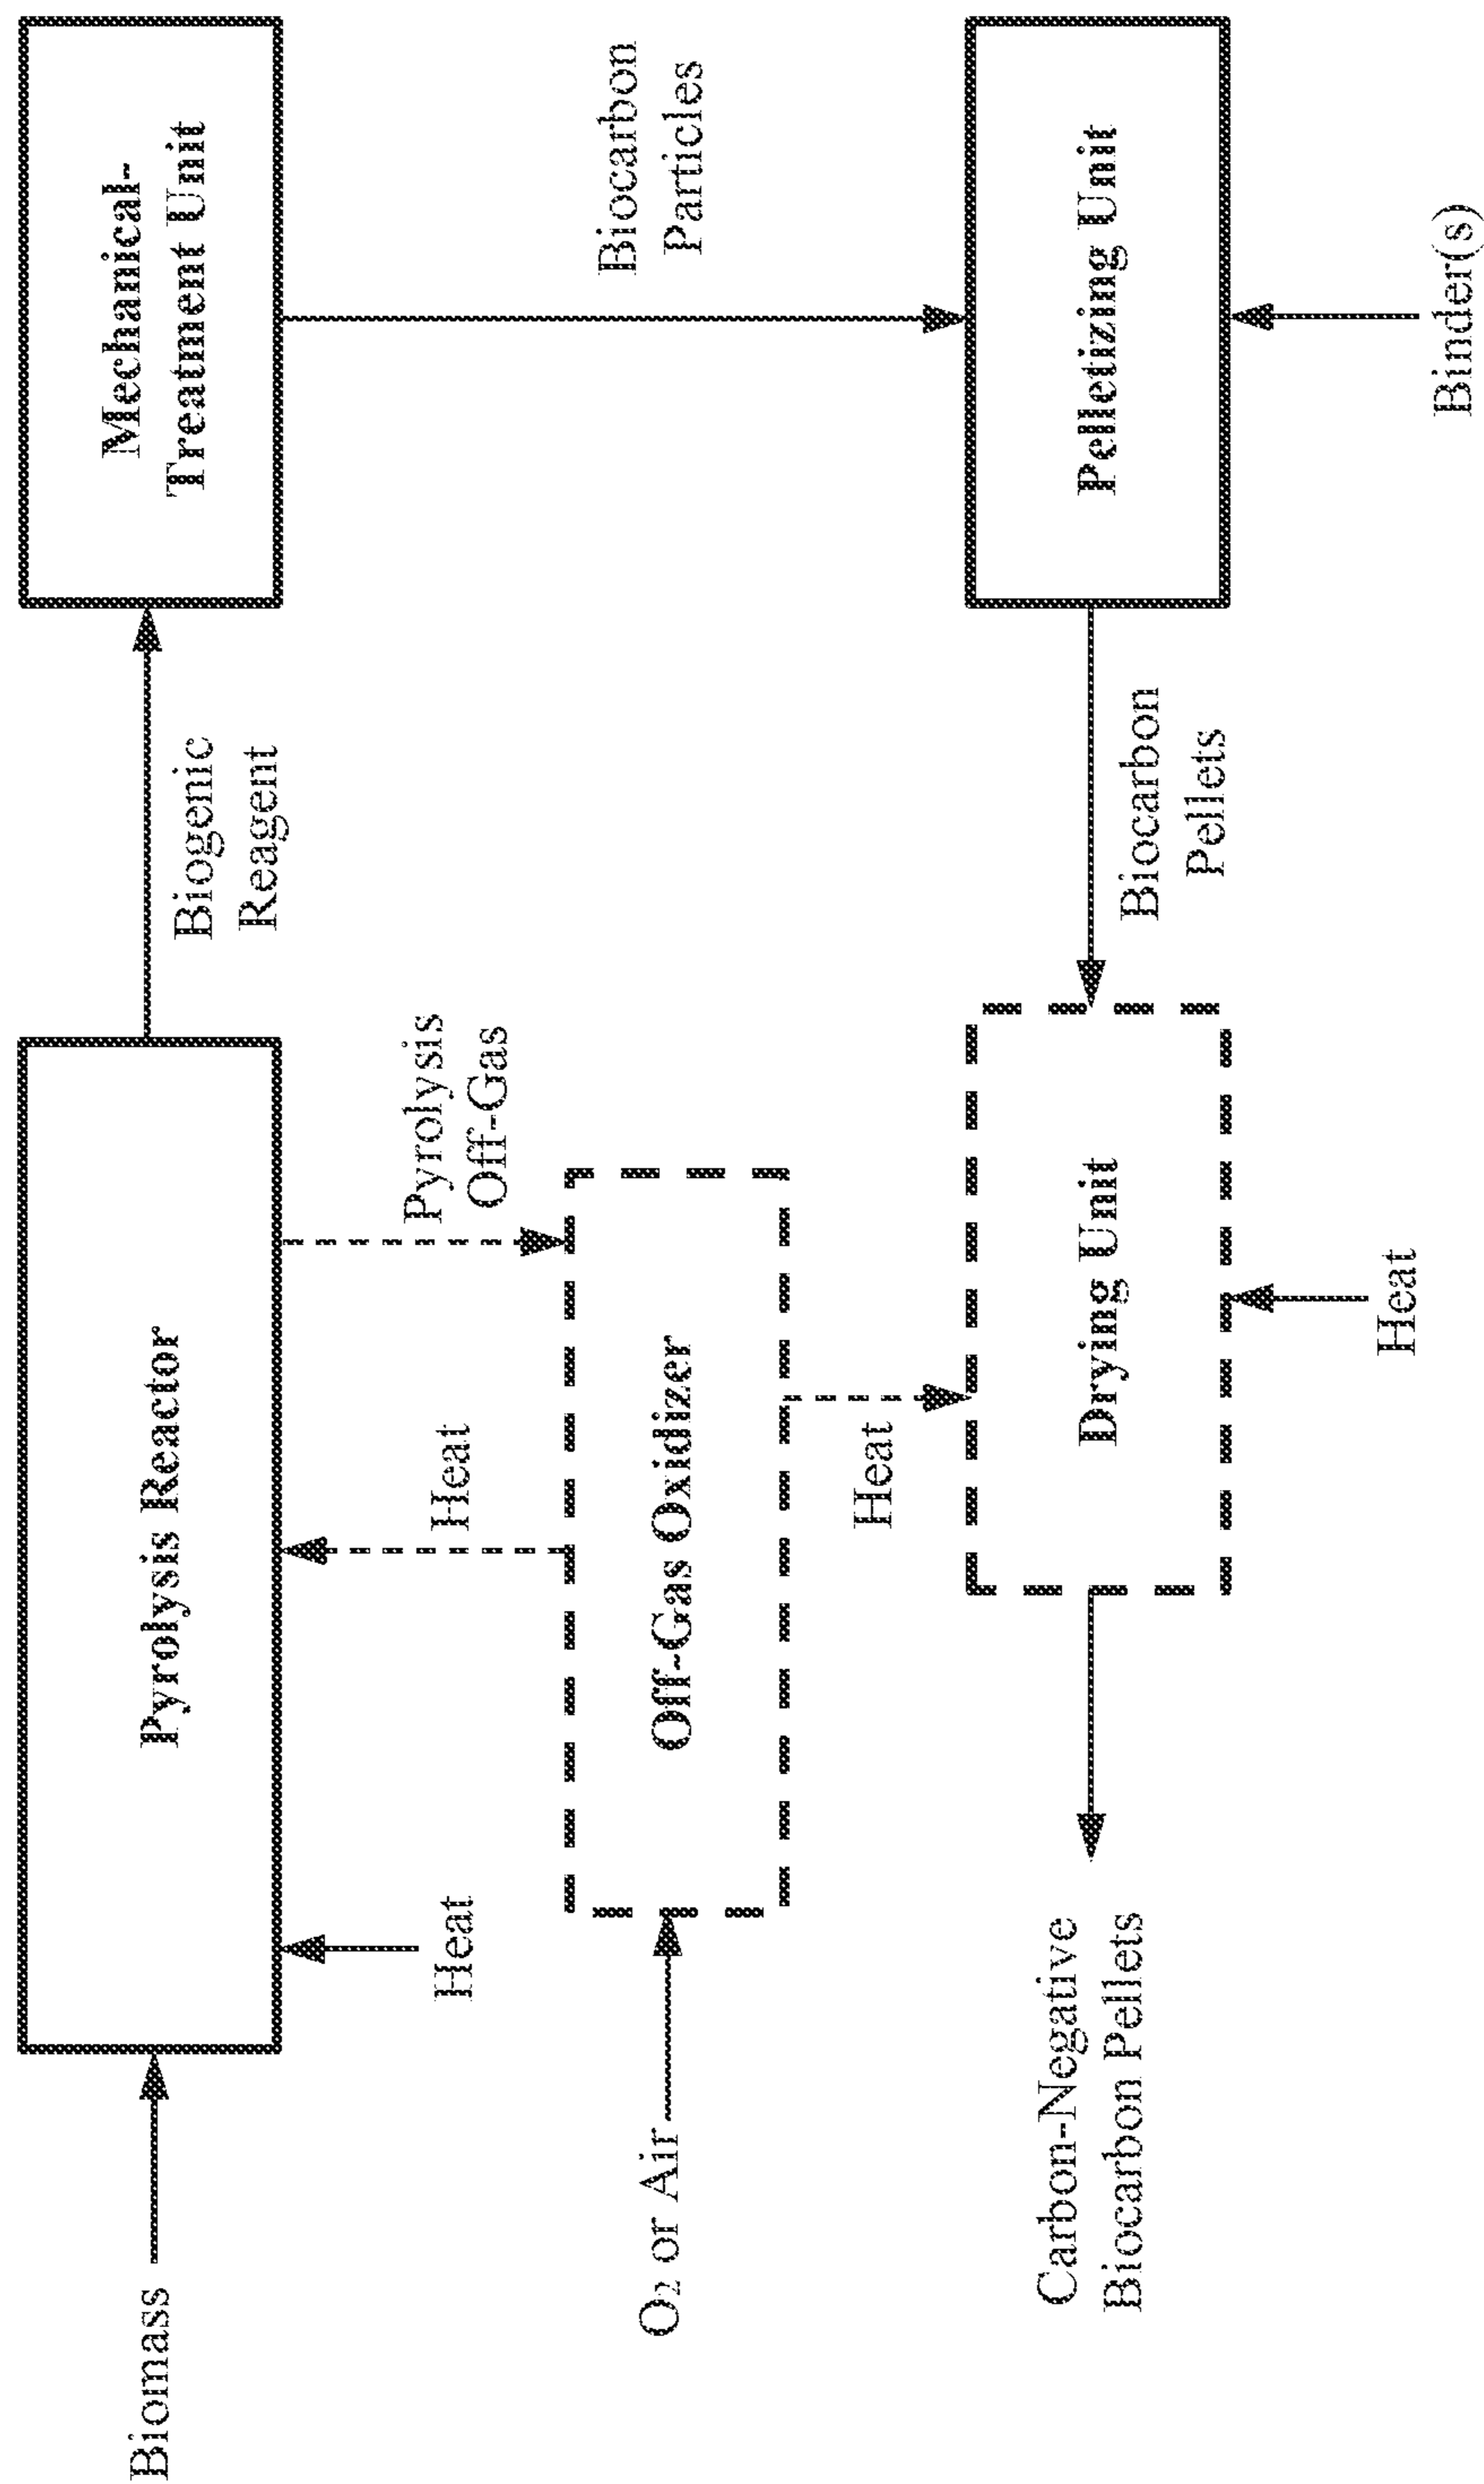 Biomass
Pyrolysis Reactor
Biogenic
Reagent
Mechanical-
Treatment Unit
Heat
Heat
Pyrolysis
Off-Gas
Biocarbon
Particles
O₂ or Air
Off-Gas Oxidizer
Heat
Carbon-Negative
Biocarbon Pellets
Drying Unit
Biocarbon
Pellets
Pelletizing Unit
Heat
Binder(s)